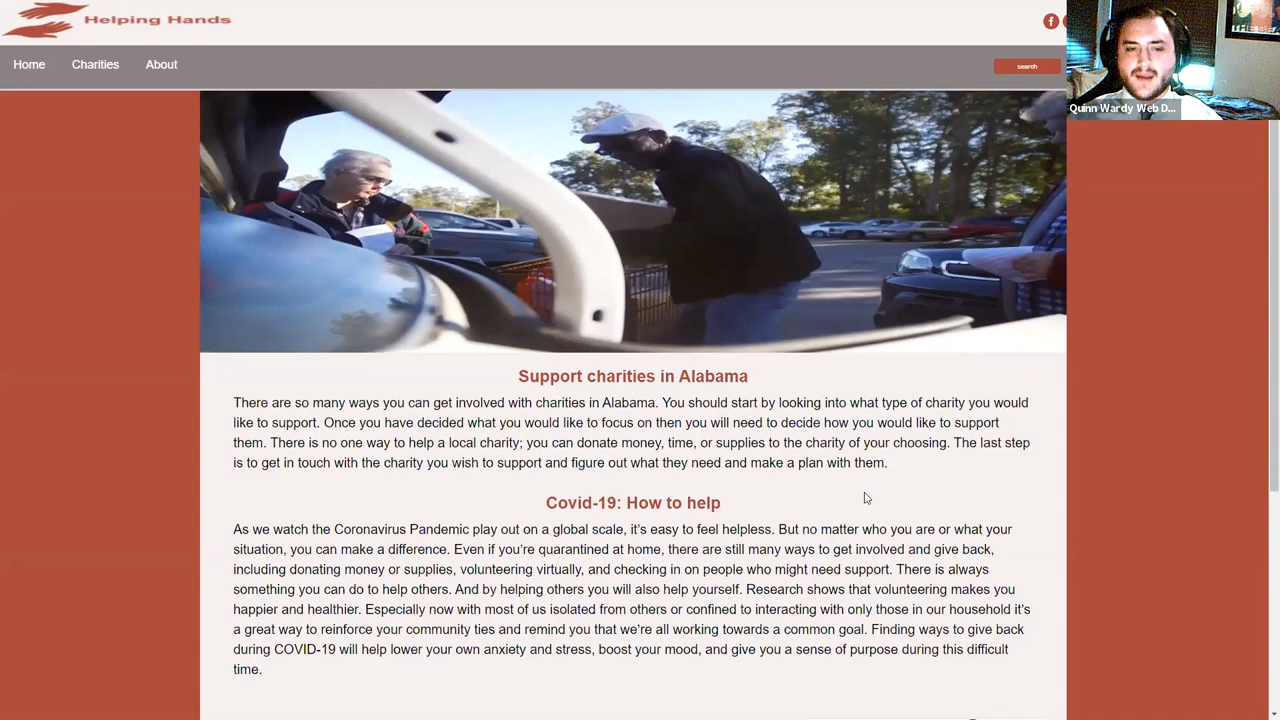 Helping Hands
Home
Charities
About
search
Quinn Wardy Web D...
Support charities in Alabama
There are so many ways you can get involved with charities in Alabama. You should start by looking into what type of charity you would
like to support. Once you have decided what you would like to focus on then you will need to decide how you would like to support
them. There is no one way to help a local charity; you can donate money, time, or supplies to the charity of your choosing. The last step
is to get in touch with the charity you wish to support and figure out what they need and make a plan with them.
Covid-19: How to help
As we watch the Coronavirus Pandemic play out on a global scale, it's easy to feel helpless. But no matter who you are or what your
situation, you can make a difference. Even if you're quarantined at home, there are still many ways to get involved and give back,
including donating money or supplies, volunteering virtually, and checking in on people who might need support. There is always
something you can do to help others. And by helping others you will also help yourself. Research shows that volunteering makes you
happier and healthier. Especially now with most of us isolated from others or confined to interacting with only those in our household it's
a great way to reinforce your community ties and remind you that we're all working towards a common goal. Finding ways to give back
during COVID-19 will help lower your own anxiety and stress, boost your mood, and give you a sense of purpose during this difficult
time.